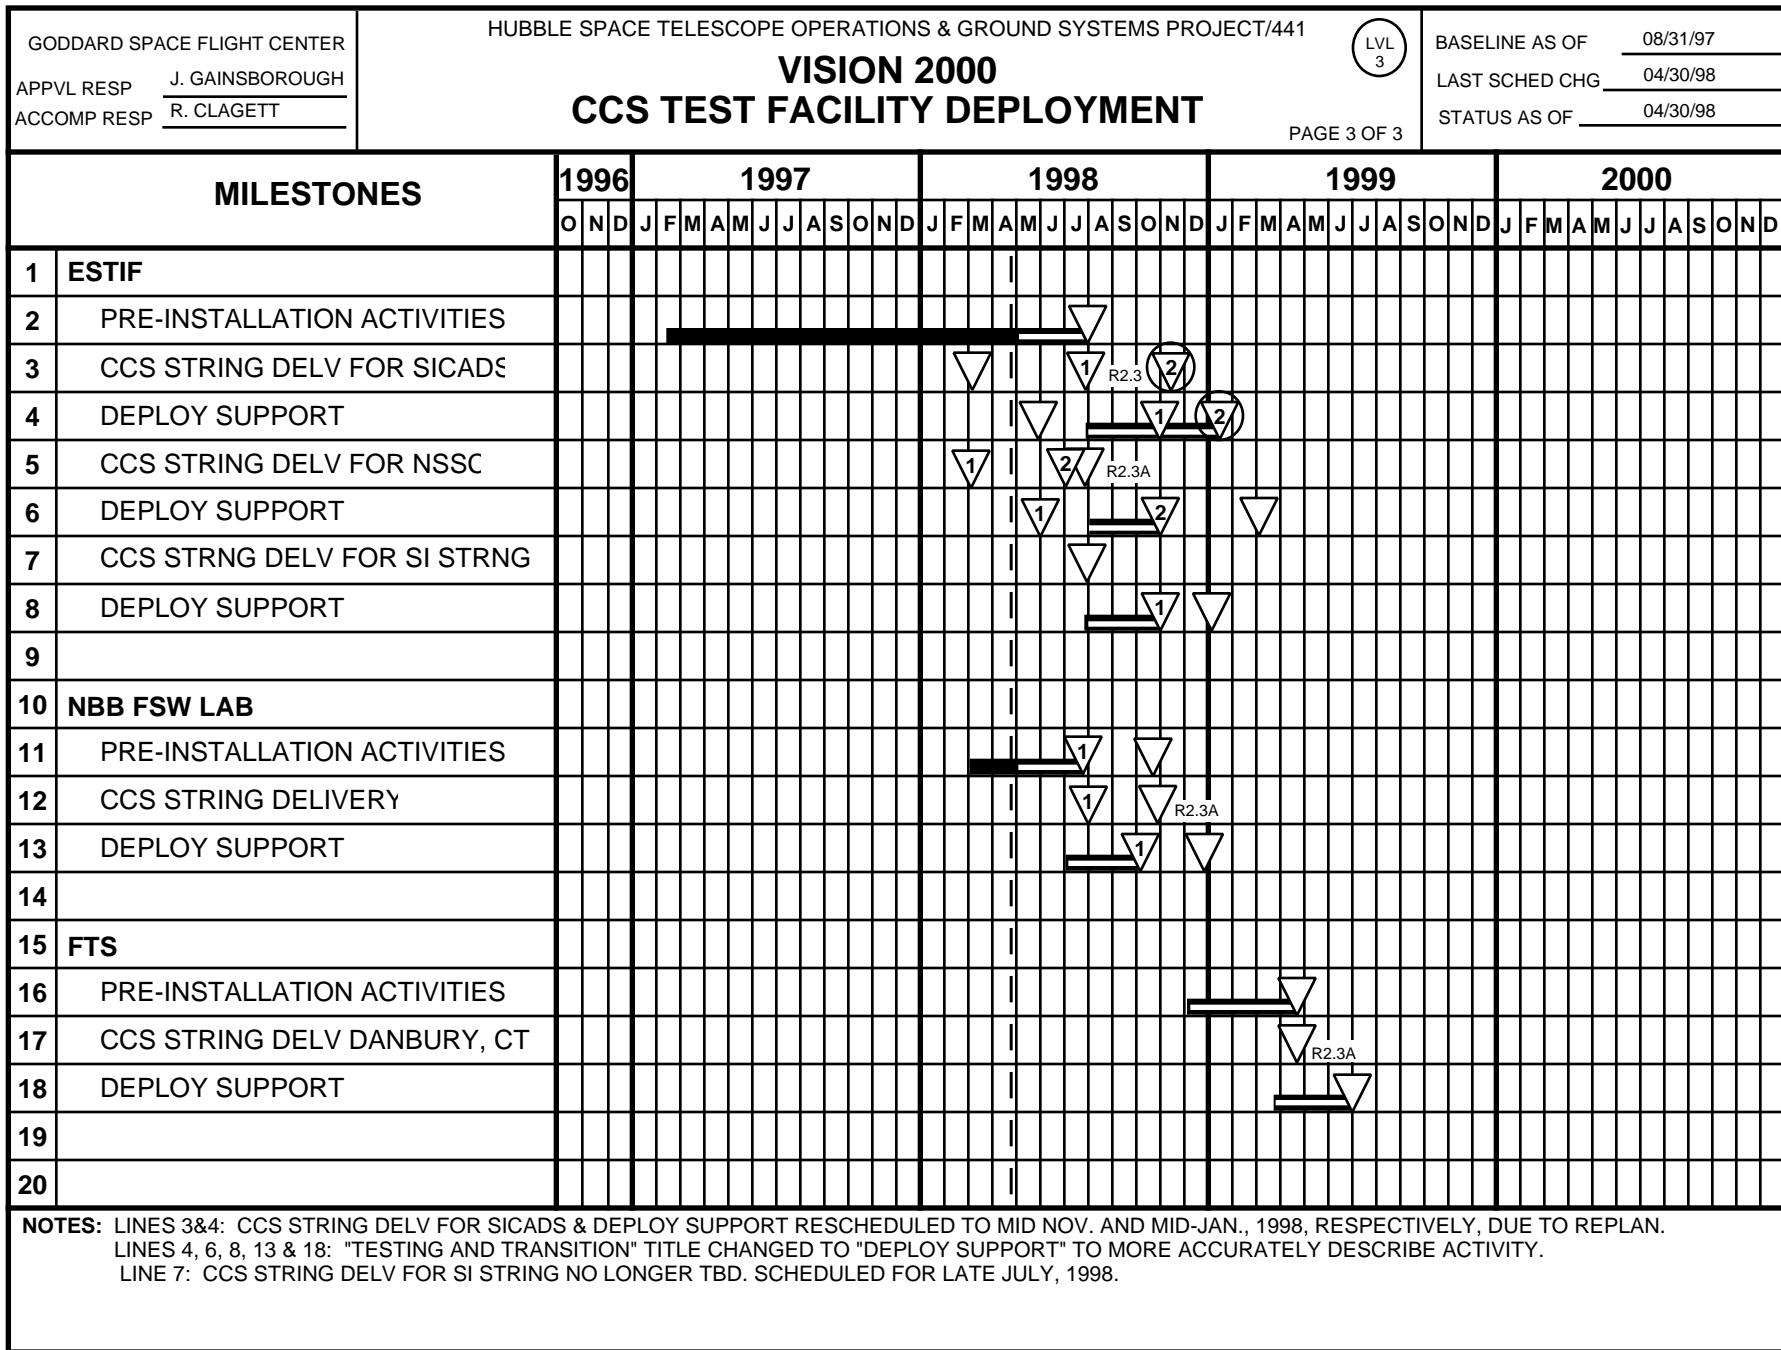 GODDARD SPACE FLIGHT CENTER
APPVL RESP J. GAINSBOROUGH
ACCOMP RESP R. CLAGETT
HUBBLE SPACE TELESCOPE OPERATIONS & GROUND SYSTEMS PROJECT/441
VISION 2000
CCS TEST FACILITY DEPLOYMENT
LVL
3
PAGE 3 OF 3
BASELINE AS OF 08/31/97
LAST SCHED CHG 04/30/98
STATUS AS OF 04/30/98
MILESTONES 1996 1997 1998 1999 2000
O N D J F M A M J J A S O N D J F M A M J J A S O N D J F M A M J J A S O N D J F M A M J J A S O N D
1 ESTIF
2 PRE-INSTALLATION ACTIVITIES
3 CCS STRING DELV FOR SICADS 1 R2.3 2
4 DEPLOY SUPPORT 1 2
5 CCS STRING DELV FOR NSSC 1 2 R2.3A
6 DEPLOY SUPPORT 1 2
7 CCS STRNG DELV FOR SI STRNG
8 DEPLOY SUPPORT 1
9
10 NBB FSW LAB
11 PRE-INSTALLATION ACTIVITIES 1
12 CCS STRING DELIVERY 1 R2.3A
13 DEPLOY SUPPORT 1
14
15 FTS
16 PRE-INSTALLATION ACTIVITIES
17 CCS STRING DELV DANBURY, CT R2.3A
18 DEPLOY SUPPORT
19
20
NOTES: LINES 3&4: CCS STRING DELV FOR SICADS & DEPLOY SUPPORT RESCHEDULED TO MID NOV. AND MID-JAN., 1998, RESPECTIVELY, DUE TO REPLAN.
LINES 4, 6, 8, 13 & 18: "TESTING AND TRANSITION" TITLE CHANGED TO "DEPLOY SUPPORT" TO MORE ACCURATELY DESCRIBE ACTIVITY.
LINE 7: CCS STRING DELV FOR SI STRING NO LONGER TBD. SCHEDULED FOR LATE JULY, 1998.